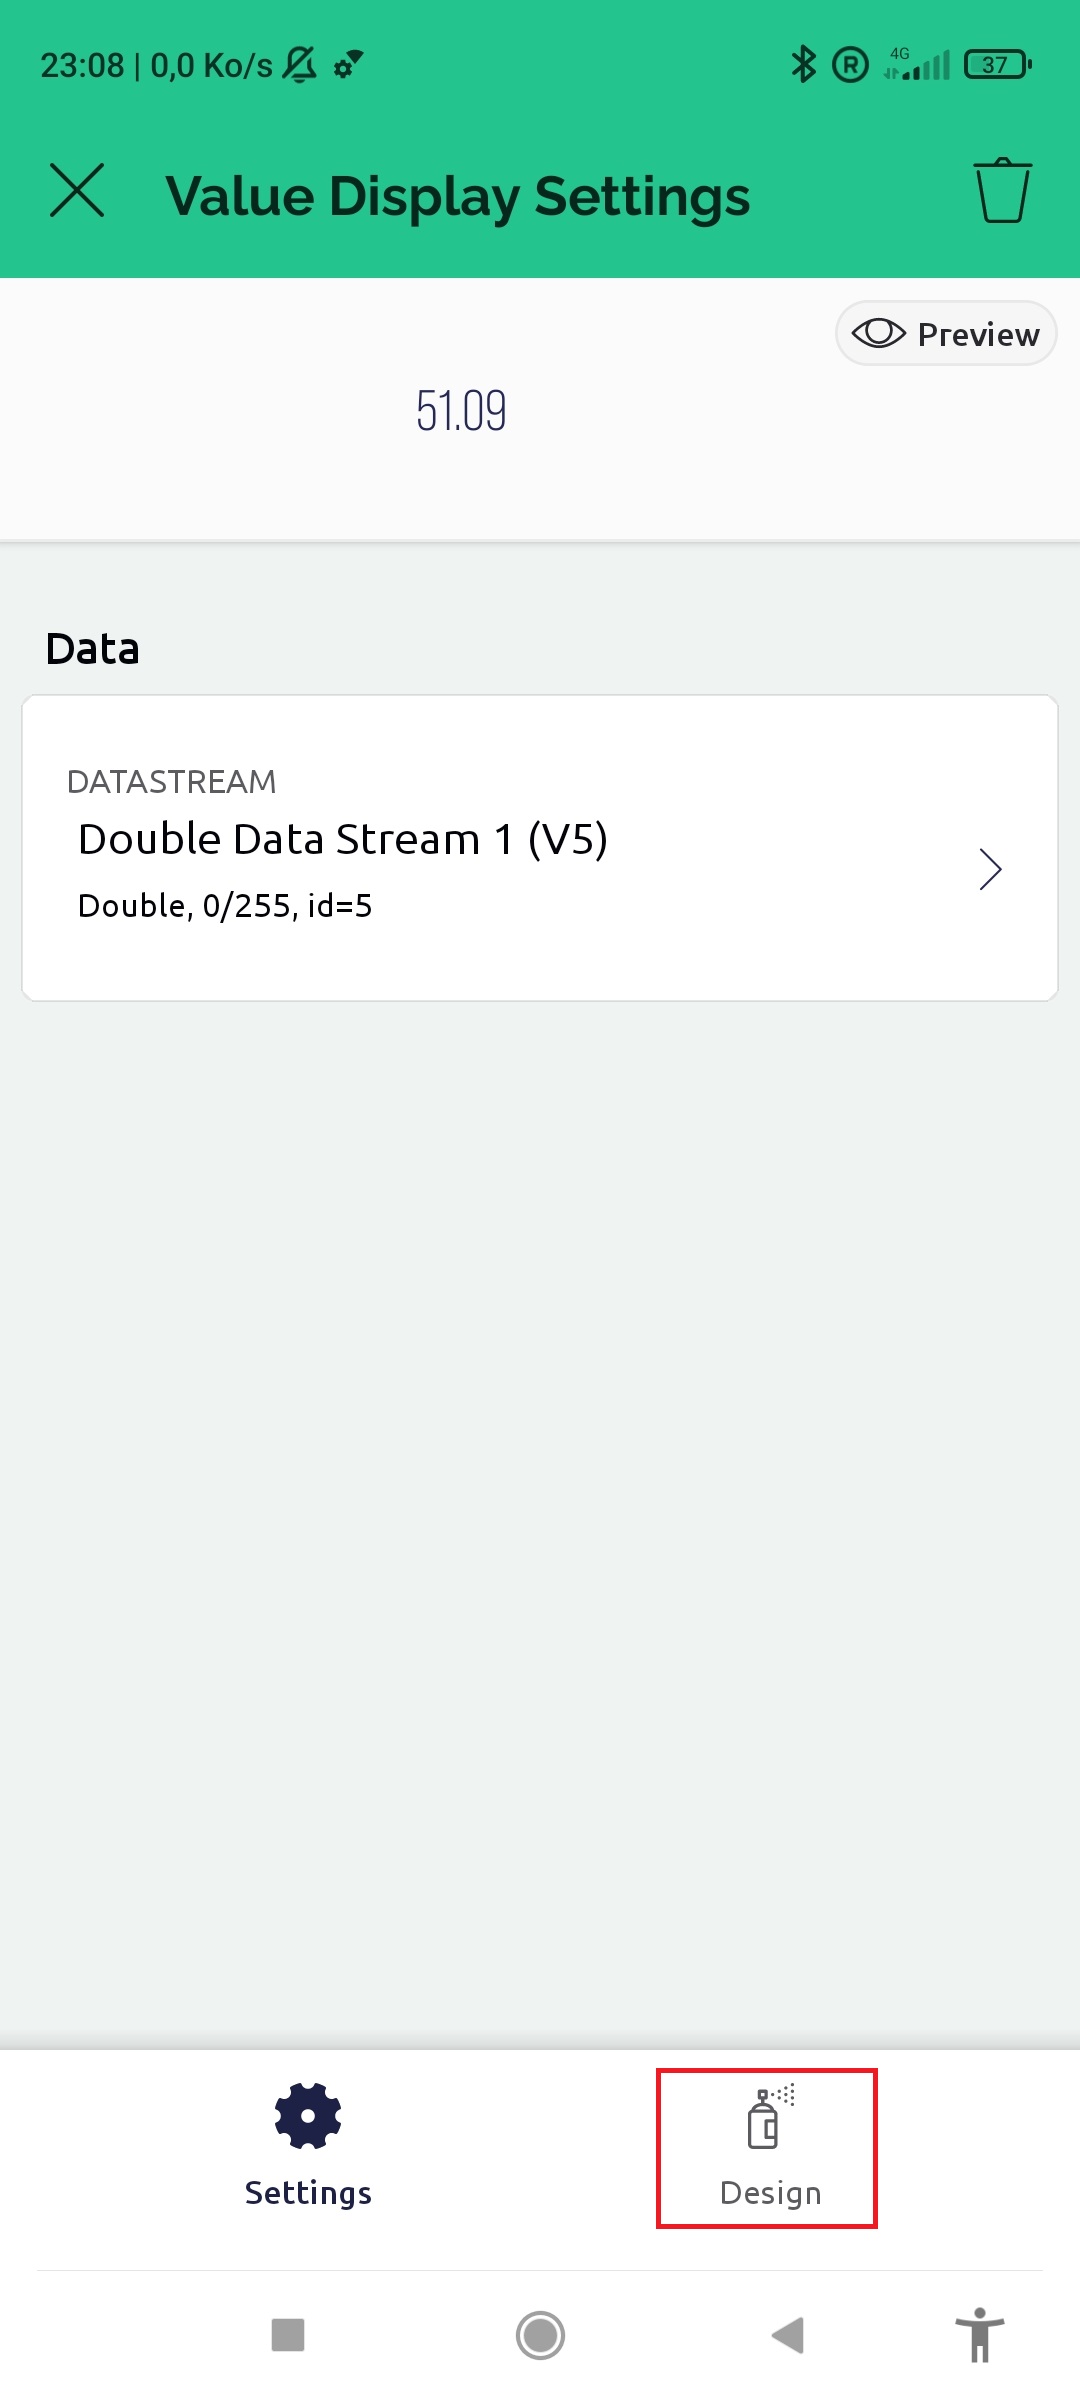 23:08 | 0,0 Ko/s
R 4G 37
Value Display Settings
Preview
51.09
Data
DATASTREAM
Double Data Stream 1 (V5)
Double, 0/255, id=5
Settings
Design